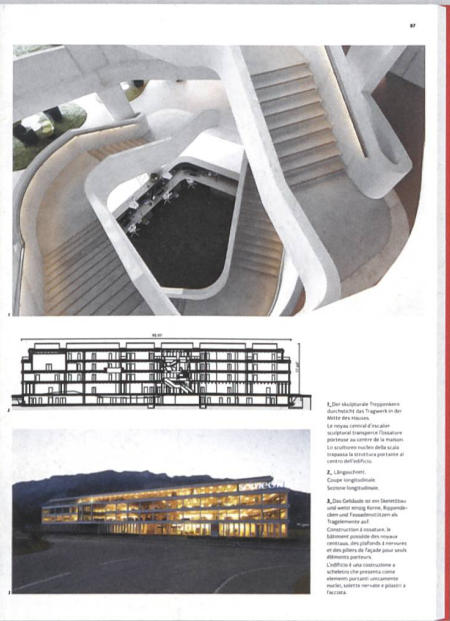 87
1_Der skulpturale Treppenkern
durchsticht das Tragwerk in der
Mitte des Hauses.
Le noyau central d'escalier
sculptural transperce l'ossature
porteuse au centre de la maison.
Lo scultoreo nucleo della scala
trapassa la struttura portante al
centro dell'edificio.
2_ Längsschnitt.
Coupe longitudinale.
Sezione longitudinale.
3_Das Gebäude ist ein Skelettbau
und weist einzig Kerne, Rippende-
cken und Fassadenstützen als
Tragelemente auf.
Construction à ossature, le
bâtiment possède des noyaux
centraux, des plafonds à nervures
et des piliers de façade pour seuls
éléments porteurs.
L'edificio è una costruzione a
scheletro che presenta come
elementi portanti unicamente
nuclei, solette nervate e pilastri a
facciata.